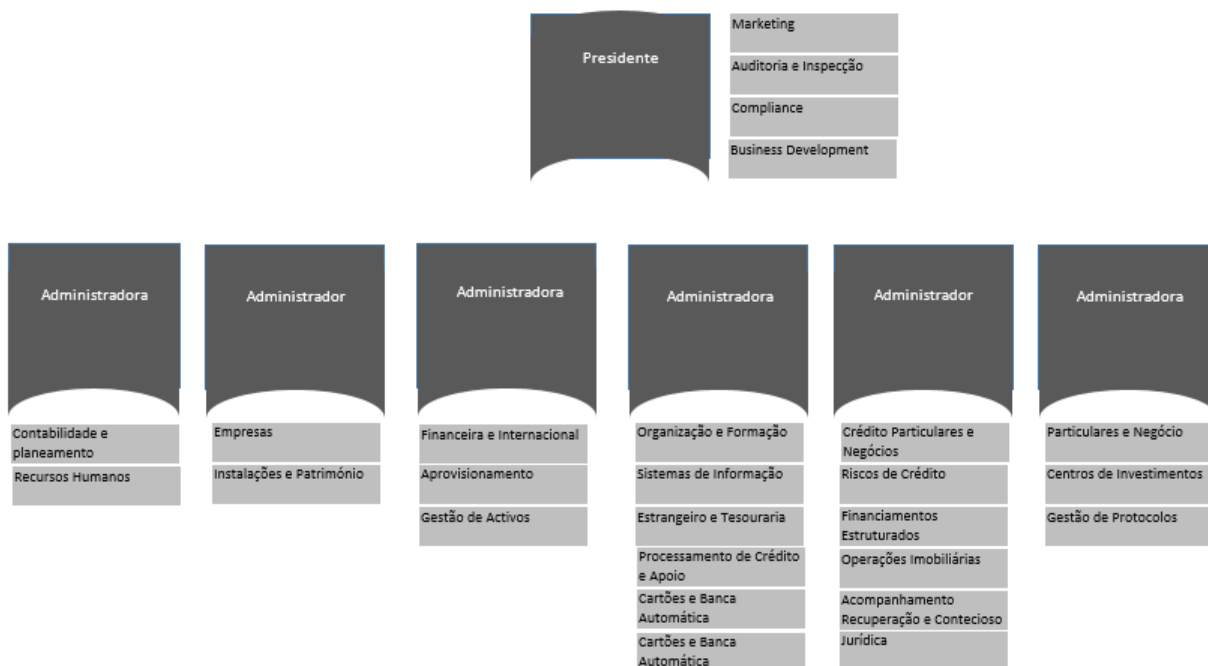 Presidente
Marketing
Auditoria e Inspecção
Compliance
Business Development
Administradora
Contabilidade e
planeamento
Recursos Humanos
Administrador
Empresas
Instalações e Património
Administradora
Financeira e Internacional
Aprovisionamento
Gestão de Activos
Administradora
Organização e Formação
Sistemas de Informação
Estrangeiro e Tesouraria
Processamento de Crédito
e Apoio
Cartões e Banca
Automática
Cartões e Banca
Automática
Administrador
Crédito Particulares e
Negócios
Riscos de Crédito
Financiamentos
Estruturados
Operações Imobiliárias
Acompanhamento
Recuperação e Contecioso
Jurídica
Administradora
Particulares e Negócio
Centros de Investimentos
Gestão de Protocolos